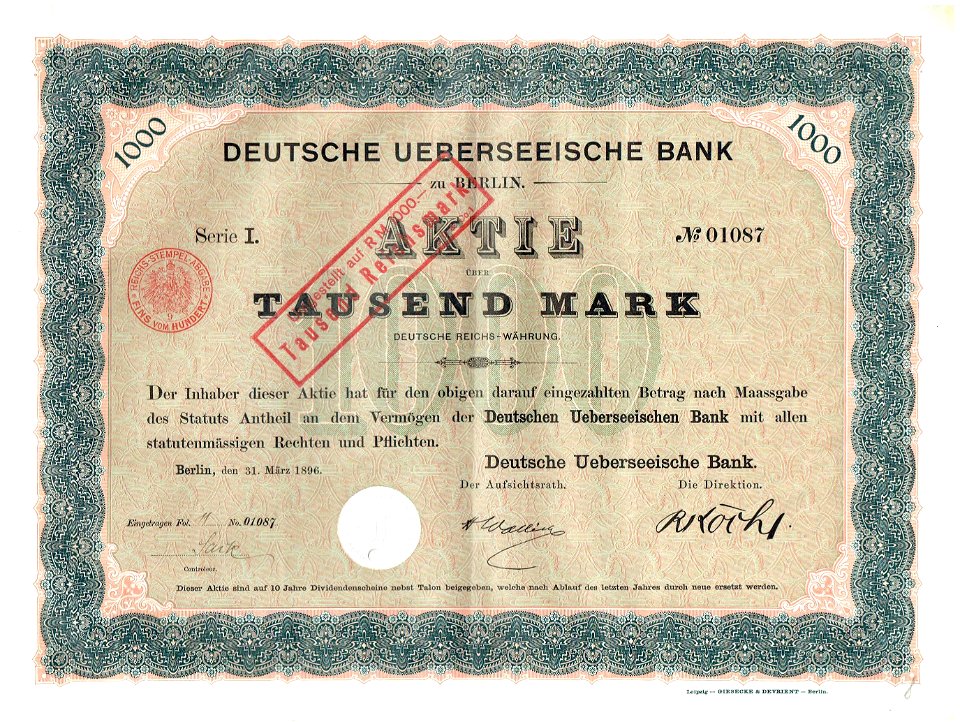 1000
1000
DEUTSCHE UEBERSEEISCHE BANK
zu BERLIN.
Serie I.
AKTIE
№ 01087
ÜBER
TAUSEND MARK
DEUTSCHE REICHS-WÄHRUNG.
REICHS-STEMPEL-ABGABE
9
EINS VOM HUNDERT
Umgestellt auf RM 1000.—
Tausend Reichsmark
1000
Der Inhaber dieser Aktie hat für den obigen darauf eingezahlten Betrag nach Maassgabe
des Statuts Antheil an dem Vermögen der Deutschen Ueberseeischen Bank mit allen
statutenmässigen Rechten und Pflichten.
Berlin, den 31. März 1896.
Deutsche Ueberseeische Bank.
Der Aufsichtsrath.
Die Direktion.
Eingetragen Fol. 11 No. 01087.
Controleur.
Dieser Aktie sind auf 10 Jahre Dividendenscheine nebst Talon beigegeben, welche nach Ablauf des letzten Jahres durch neue ersetzt werden.
Leipzig — GIESECKE & DEVRIENT — Berlin.